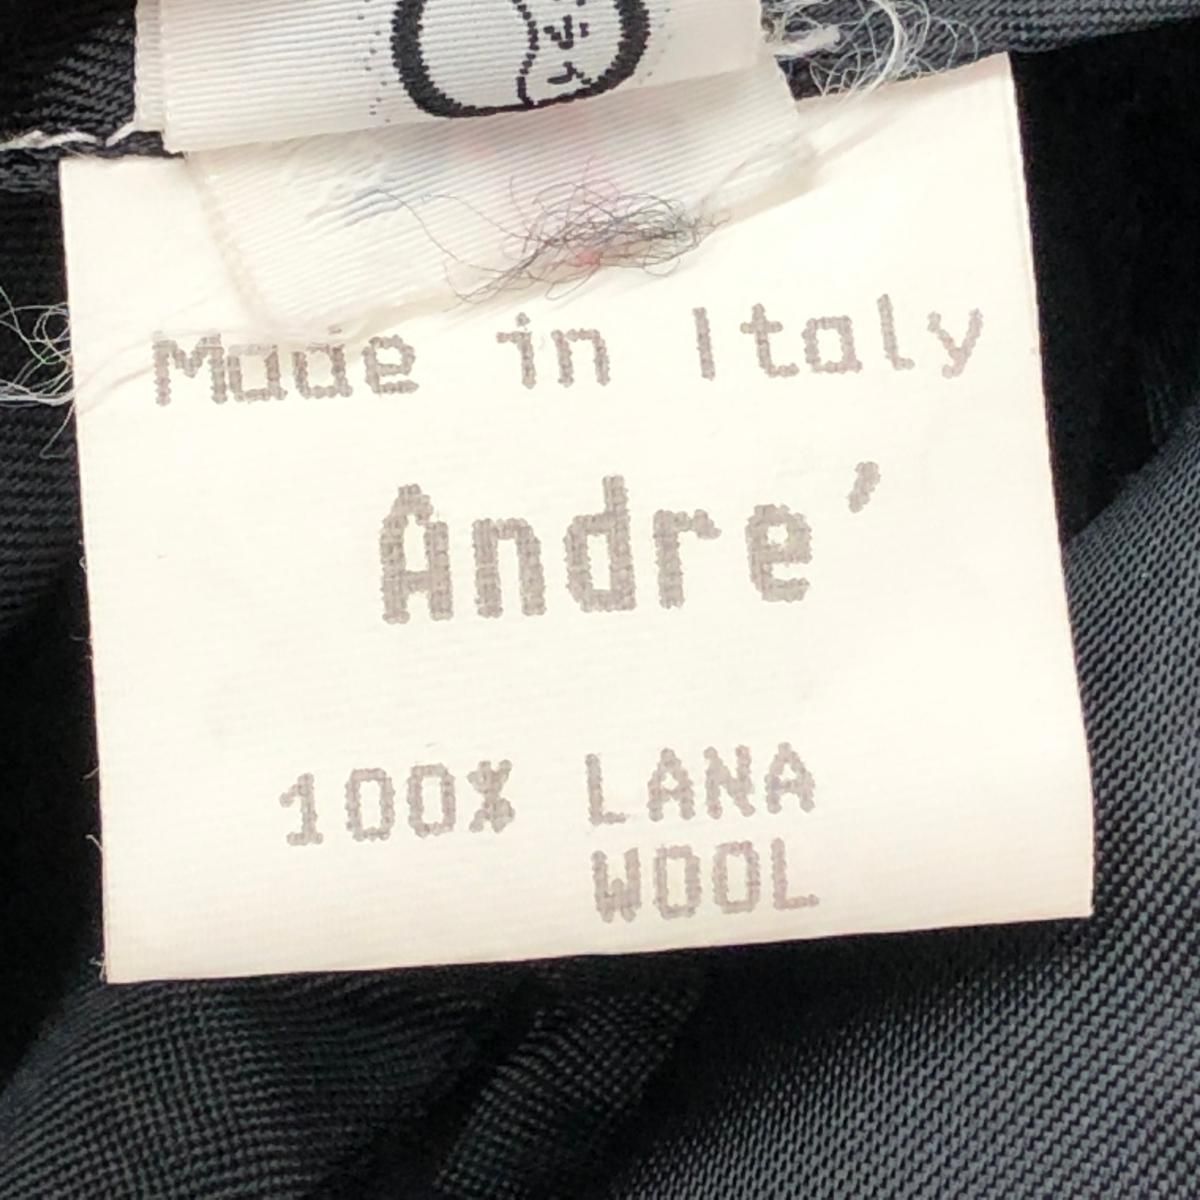 Made in Italy
Andre'
100% LANA
WOOL